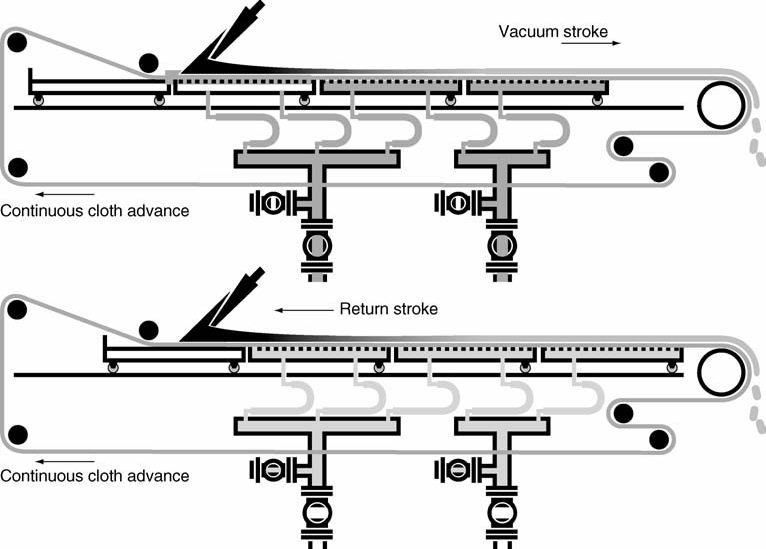 Vacuum stroke
Continuous cloth advance
Return stroke
Continuous cloth advance